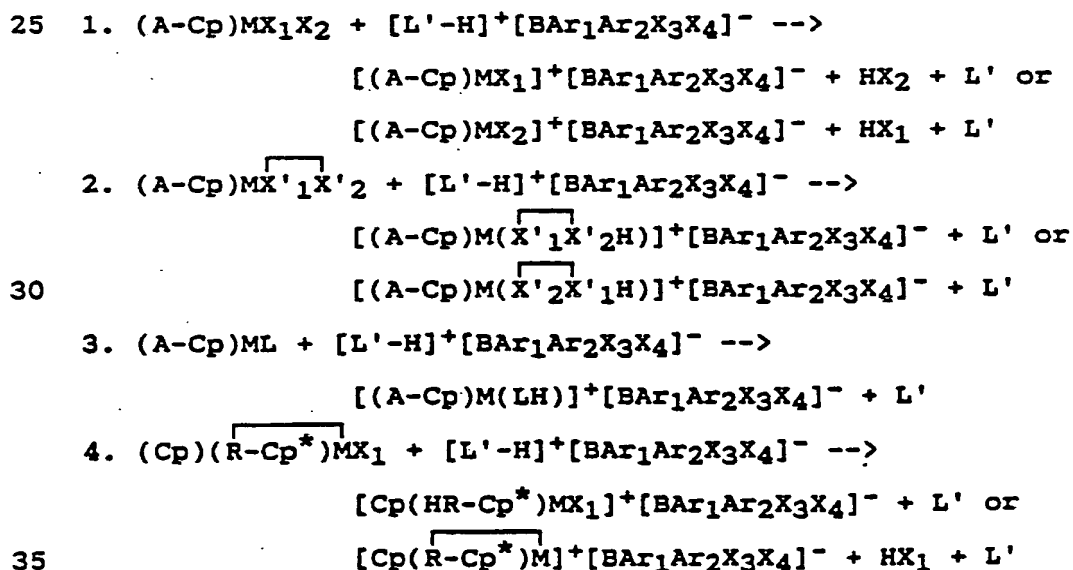 25 1. (A-Cp)MX₁X₂ + [L'-H]⁺[BAr₁Ar₂X₃X₄]⁻ -->
[(A-Cp)MX₁]⁺[BAr₁Ar₂X₃X₄]⁻ + HX₂ + L' or
[(A-Cp)MX₂]⁺[BAr₁Ar₂X₃X₄]⁻ + HX₁ + L'
2. (A-Cp)MX'₁X'₂ + [L'-H]⁺[BAr₁Ar₂X₃X₄]⁻ -->
[(A-Cp)M(X'₁X'₂H)]⁺[BAr₁Ar₂X₃X₄]⁻ + L' or
30 [(A-Cp)M(X'₂X'₁H)]⁺[BAr₁Ar₂X₃X₄]⁻ + L'
3. (A-Cp)ML + [L'-H]⁺[BAr₁Ar₂X₃X₄]⁻ -->
[(A-Cp)M(LH)]⁺[BAr₁Ar₂X₃X₄]⁻ + L'
4. (Cp)(R-Cp*)MX₁ + [L'-H]⁺[BAr₁Ar₂X₃X₄]⁻ -->
[Cp(HR-Cp*)MX₁]⁺[BAr₁Ar₂X₃X₄]⁻ + L' or
35 [Cp(R-Cp*)M]⁺[BAr₁Ar₂X₃X₄]⁻ + HX₁ + L'